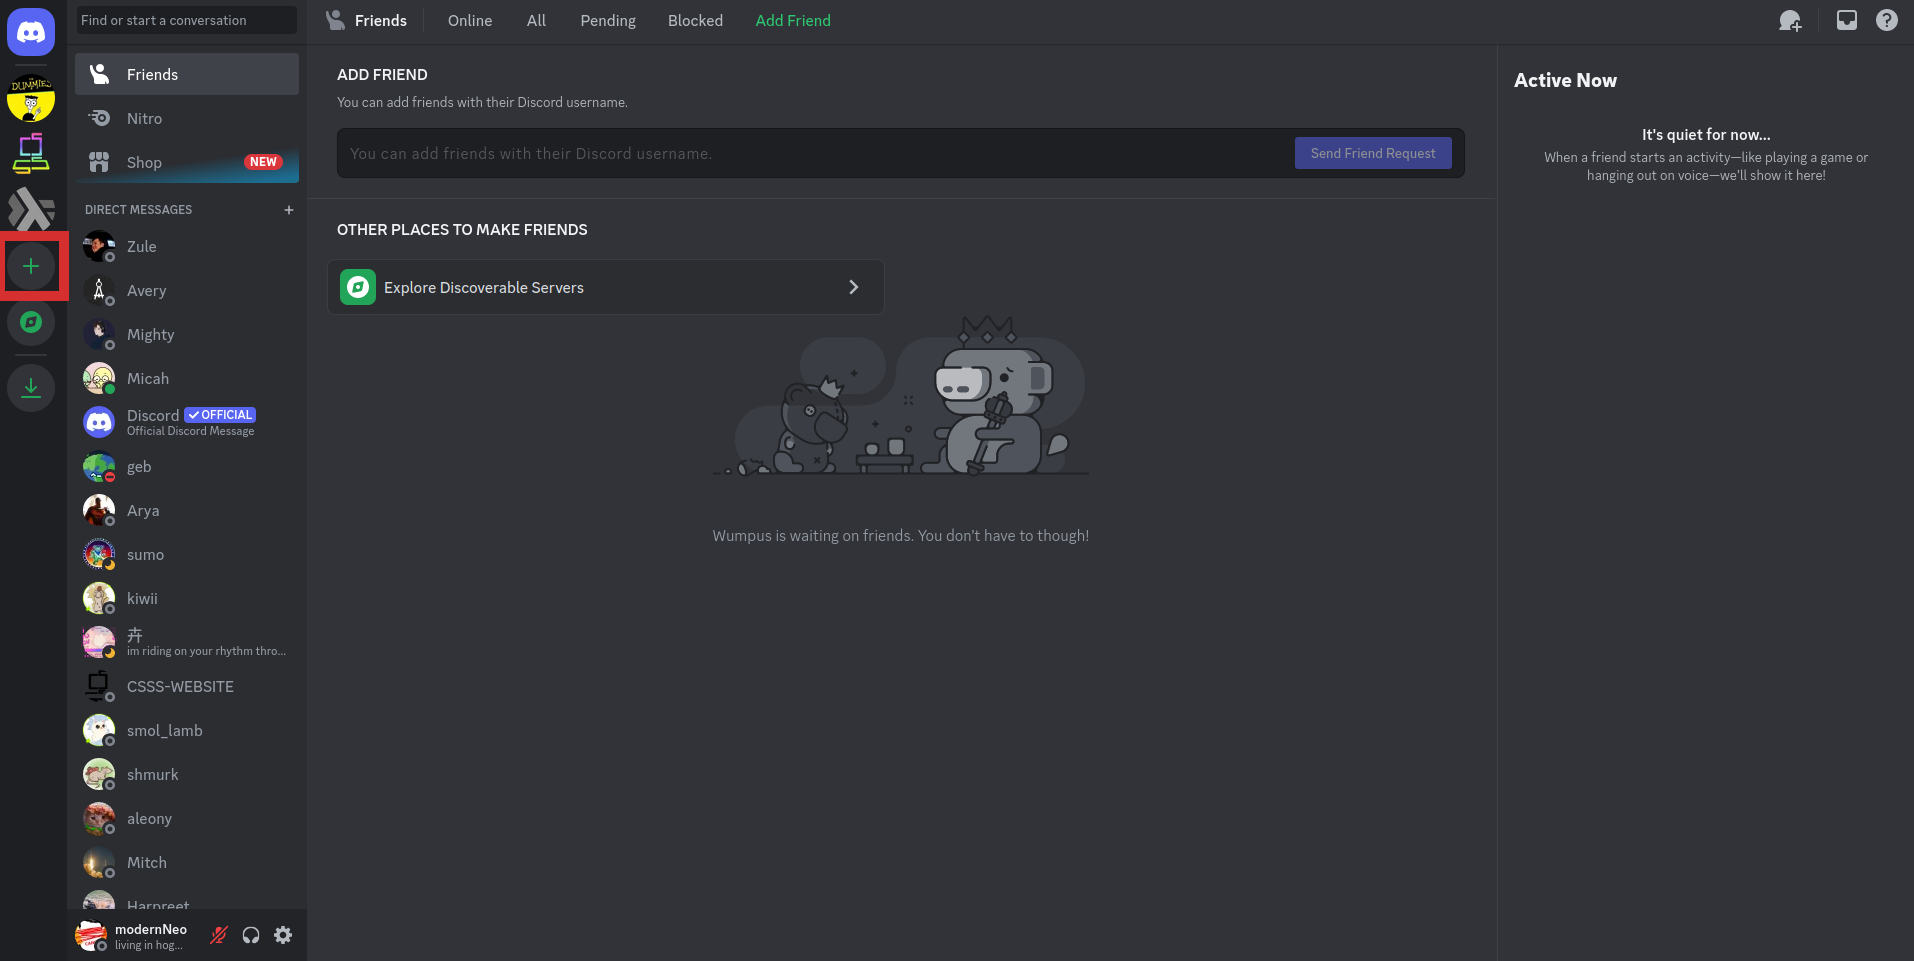 Find or start a conversation
Friends
Online
All
Pending
Blocked
Add Friend
DUMMIES
Friends
Nitro
Shop
NEW
DIRECT MESSAGES
Zule
Avery
Mighty
Micah
Discord
OFFICIAL
Official Discord Message
geb
Arya
sumo
kiwii
卉
im riding on your rhythm thro...
CSSS-WEBSITE
smol_lamb
shmurk
aleony
Mitch
Harpreet
modernNeo
living in hog...
ADD FRIEND
You can add friends with their Discord username.
You can add friends with their Discord username.
Send Friend Request
OTHER PLACES TO MAKE FRIENDS
Explore Discoverable Servers
Wumpus is waiting on friends. You don't have to though!
Active Now
It's quiet for now...
When a friend starts an activity—like playing a game or
hanging out on voice—we'll show it here!